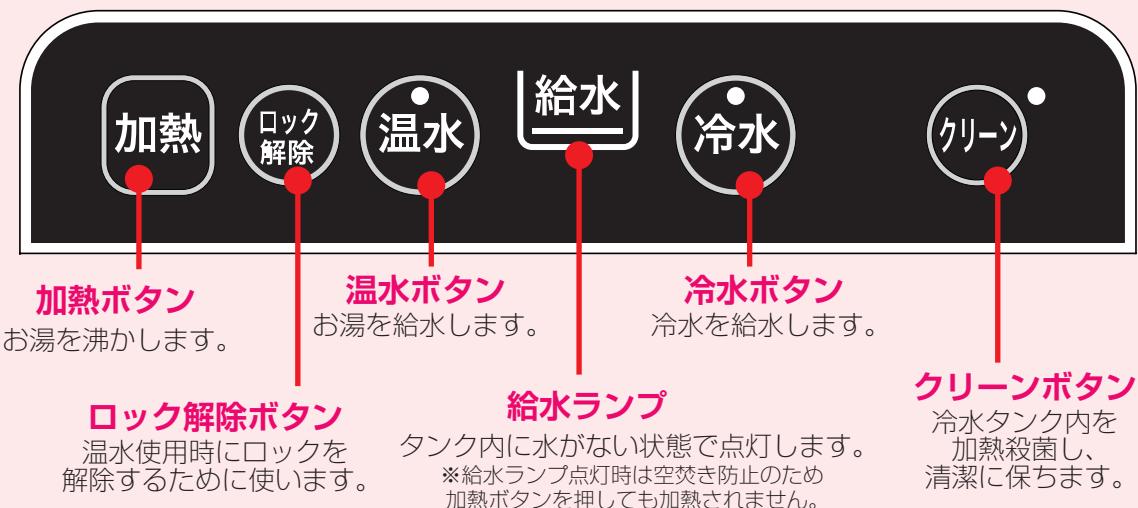 加熱
ロック
解除
温水
給水
冷水
クリーン
加熱ボタン
お湯を沸かします。
温水ボタン
お湯を給水します。
冷水ボタン
冷水を給水します。
ロック解除ボタン
温水使用時にロックを
解除するために使います。
給水ランプ
タンク内に水がない状態で点灯します。
※給水ランプ点灯時は空焚き防止のため
加熱ボタンを押しても加熱されません。
クリーンボタン
冷水タンク内を
加熱殺菌し、
清潔に保ちます。